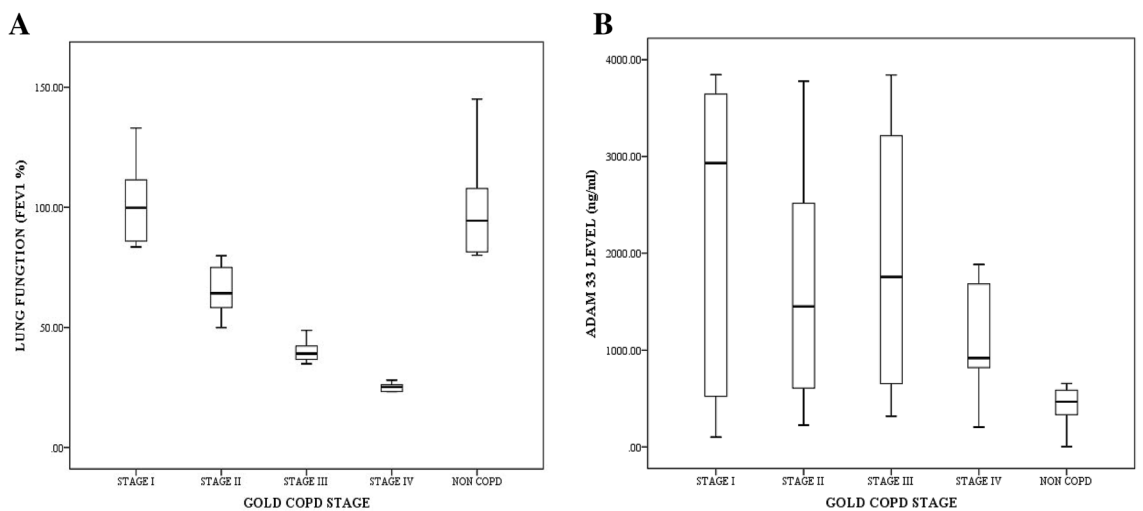 A
LUNG FUNGTION (FEV1 %)
150.00
100.00
50.00
.00
STAGE I STAGE II STAGE III STAGE IV NON COPD
GOLD COPD STAGE
B
ADAM 33 LEVEL (ng/ml)
4000.00
3000.00
2000.00
1000.00
.00
STAGE I STAGE II STAGE III STAGE IV NON COPD
GOLD COPD STAGE